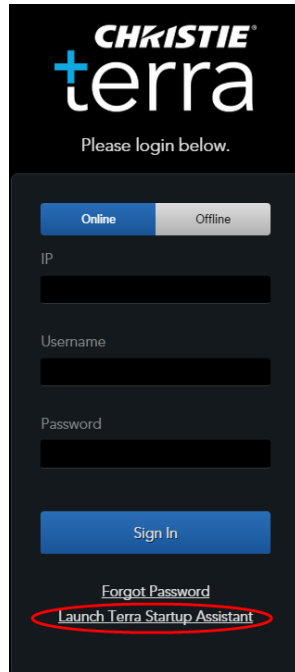 CHRISTIE®
terra
Please login below.
Online Offline
IP
Username
Password
Sign In
Forgot Password
Launch Terra Startup Assistant